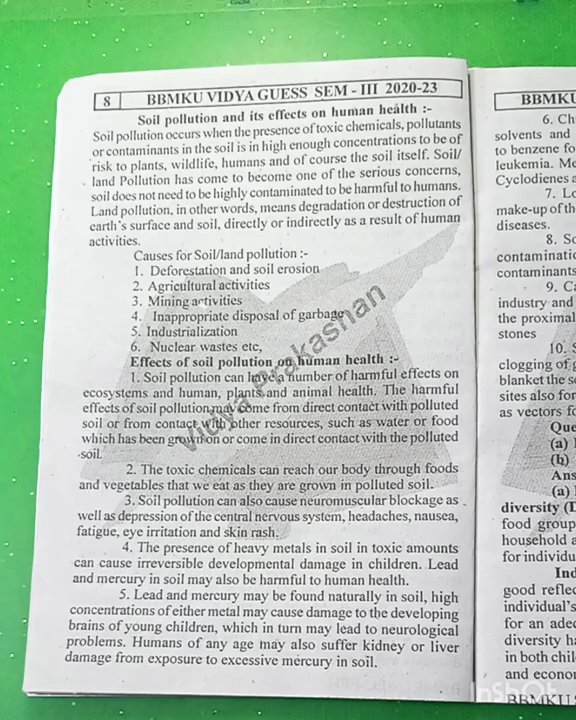 8 BBMKU VIDYA GUESS SEM - III 2020-23
Soil pollution and its effects on human health :-
Soil pollution occurs when the presence of toxic chemicals, pollutants
or contaminants in the soil is in high enough concentrations to be of
risk to plants, wildlife, humans and of course the soil itself. Soil/
land Pollution has come to become one of the serious concerns,
soil does not need to be highly contaminated to be harmful to humans.
Land pollution, in other words, means degradation or destruction of
earth's surface and soil, directly or indirectly as a result of human
activities.
Causes for Soil/land pollution :-
1. Deforestation and soil erosion
2. Agricultural activities
3. Mining activities
4. Inappropriate disposal of garbage
5. Industrialization
6. Nuclear wastes etc,
Effects of soil pollution on human health :-
1. Soil pollution can number of harmful effects on
ecosystems and human, plant and animal health. The harmful
effects of soil pollution may come from direct contact with polluted
soil or from contact with other resources, such as water or food
which has been grown on or come in direct contact with the polluted
soil.
2. The toxic chemicals can reach our body through foods
and vegetables that we eat as they are grown in polluted soil.
3. Soil pollution can also cause neuromuscular blockage as
well as depression of the central nervous system, headaches, nausea,
fatigue, eye irritation and skin rash.
4. The presence of heavy metals in soil in toxic amounts
can cause irreversible developmental damage in children. Lead
and mercury in soil may also be harmful to human health.
5. Lead and mercury may be found naturally in soil, high
concentrations of either metal may cause damage to the developing
brains of young children, which in turn may lead to neurological
problems. Humans of any age may also suffer kidney or liver
damage from exposure to excessive mercury in soil.
Vidya Prakashan
BBMKU
6. Ch
solvents and
to benzene fo
leukemia. Me
Cyclodienes a
7. Lo
make-up of th
diseases.
8. So
contaminatio
contaminants
9. Ca
industry and
the proximal
stones
10. S
clogging of g
blanket the s
sites also for
as vectors fo
Que
(a)
(b)
Ans
(a)
diversity (D
food group
household a
for individu
Ind
good reflec
individual's
for an adeq
diversity ha
in both chil
and econom
BBMKU
InShOt